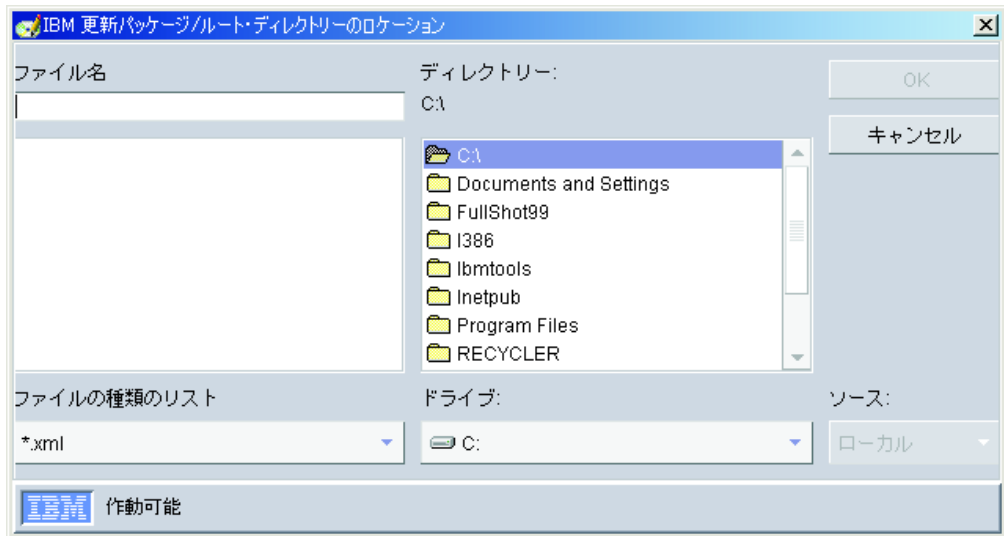 IBM 更新パッケージ/ルート・ディレクトリーのロケーション
ファイル名
ディレクトリー:
C:\
OK
キャンセル
C:\
Documents and Settings
FullShot99
I386
Ibmtools
Inetpub
Program Files
RECYCLER
ファイルの種類のリスト
ドライブ:
ソース:
*.xml
C:
ローカル
IBM 作動可能